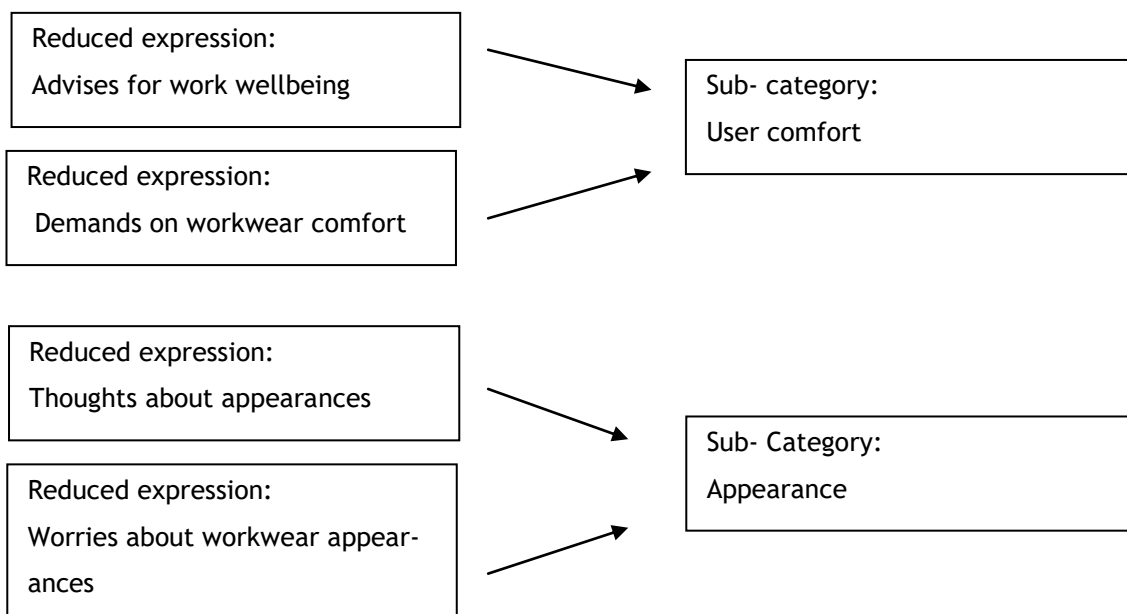 Reduced expression:
Advises for work wellbeing
Sub- category:
User comfort
Reduced expression:
Demands on workwear comfort
Reduced expression:
Thoughts about appearances
Sub- Category:
Appearance
Reduced expression:
Worries about workwear appear-
ances